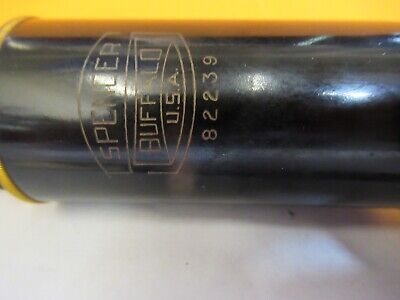 SPENCER
BUFFALO
U.S.A.
82239